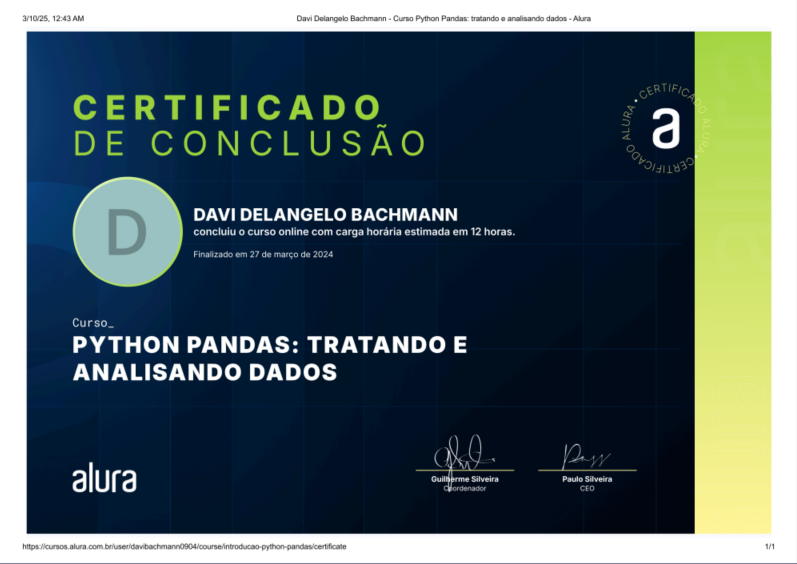 3/10/25, 12:43 AM
Davi Delangelo Bachmann - Curso Python Pandas: tratando e analisando dados - Alura
CERTIFICADO
DE CONCLUSÃO
• CERTIFICADO ALURA • CERTIFICADO ALURA
a
D
DAVI DELANGELO BACHMANN
concluiu o curso online com carga horária estimada em 12 horas.
Finalizado em 27 de março de 2024
Curso_
PYTHON PANDAS: TRATANDO E
ANALISANDO DADOS
alura
Guilherme Silveira
Coordenador
Paulo Silveira
CEO
https://cursos.alura.com.br/user/davibachmann0904/course/introducao-python-pandas/certificate
1/1